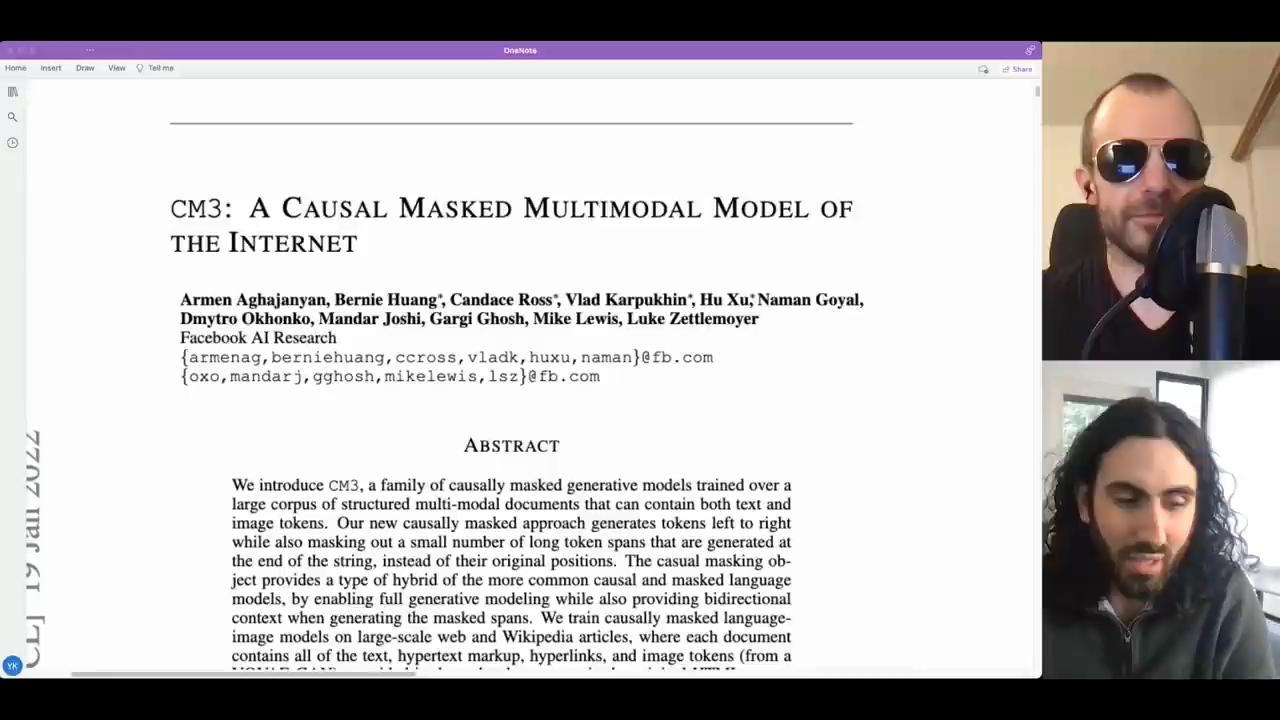 OneNote
Home Insert Draw View Tell me Share
CM3: A CAUSAL MASKED MULTIMODAL MODEL OF
THE INTERNET
Armen Aghajanyan, Bernie Huang*, Candace Ross*, Vlad Karpukhin*, Hu Xu,* Naman Goyal,
Dmytro Okhonko, Mandar Joshi, Gargi Ghosh, Mike Lewis, Luke Zettlemoyer
Facebook AI Research
{armenag,berniehuang,ccross,vladk,huxu,naman}@fb.com
{oxo,mandarj,gghosh,mikelewis,lsz}@fb.com
ABSTRACT
We introduce CM3, a family of causally masked generative models trained over a
large corpus of structured multi-modal documents that can contain both text and
image tokens. Our new causally masked approach generates tokens left to right
while also masking out a small number of long token spans that are generated at
the end of the string, instead of their original positions. The casual masking ob-
ject provides a type of hybrid of the more common causal and masked language
models, by enabling full generative modeling while also providing bidirectional
context when generating the masked spans. We train causally masked language-
image models on large-scale web and Wikipedia articles, where each document
contains all of the text, hypertext markup, hyperlinks, and image tokens (from a
CL] 19 Jan 2022
YK